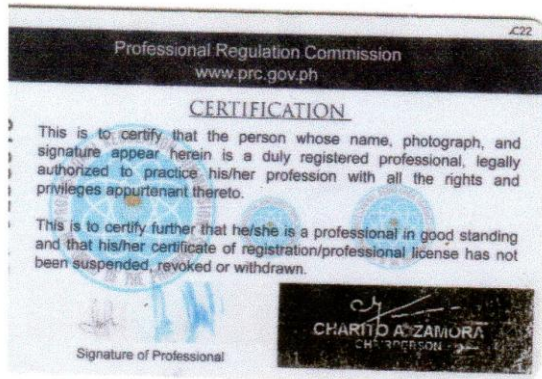 C22
Professional Regulation Commission
www.prc.gov.ph
CERTIFICATION
This is to certify that the person whose name, photograph, and
signature appear herein is a duly registered professional, legally
authorized to practice his/her profession with all the rights and
privileges appurtenant thereto.
This is to certify further that he/she is a professional in good standing
and that his/her certificate of registration/professional license has not
been suspended, revoked or withdrawn.
CHARITO A. ZAMORA
CHAIRPERSON
Signature of Professional